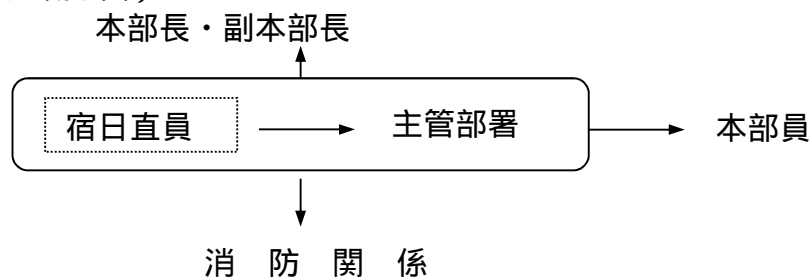 本部長・副本部長
宿日直員
主管部署
本部員
消 防 関 係